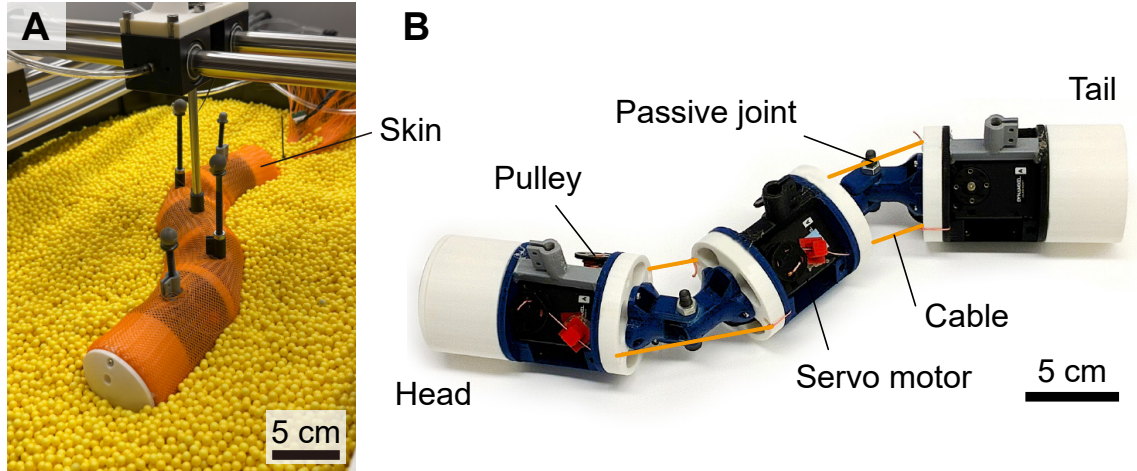 A
Skin
5 cm
B
Tail
Passive joint
Pulley
Cable
Servo motor
Head
5 cm